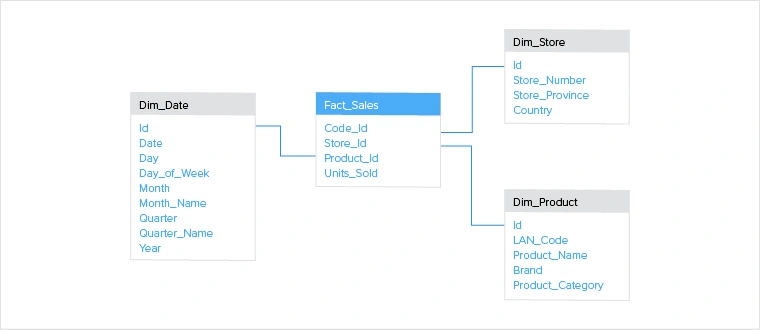 Dim_Date
Id
Date
Day
Day_of_Week
Month
Month_Name
Quarter
Quarter_Name
Year
Fact_Sales
Code_Id
Store_Id
Product_Id
Units_Sold
Dim_Store
Id
Store_Number
Store_Province
Country
Dim_Product
Id
LAN_Code
Product_Name
Brand
Product_Category